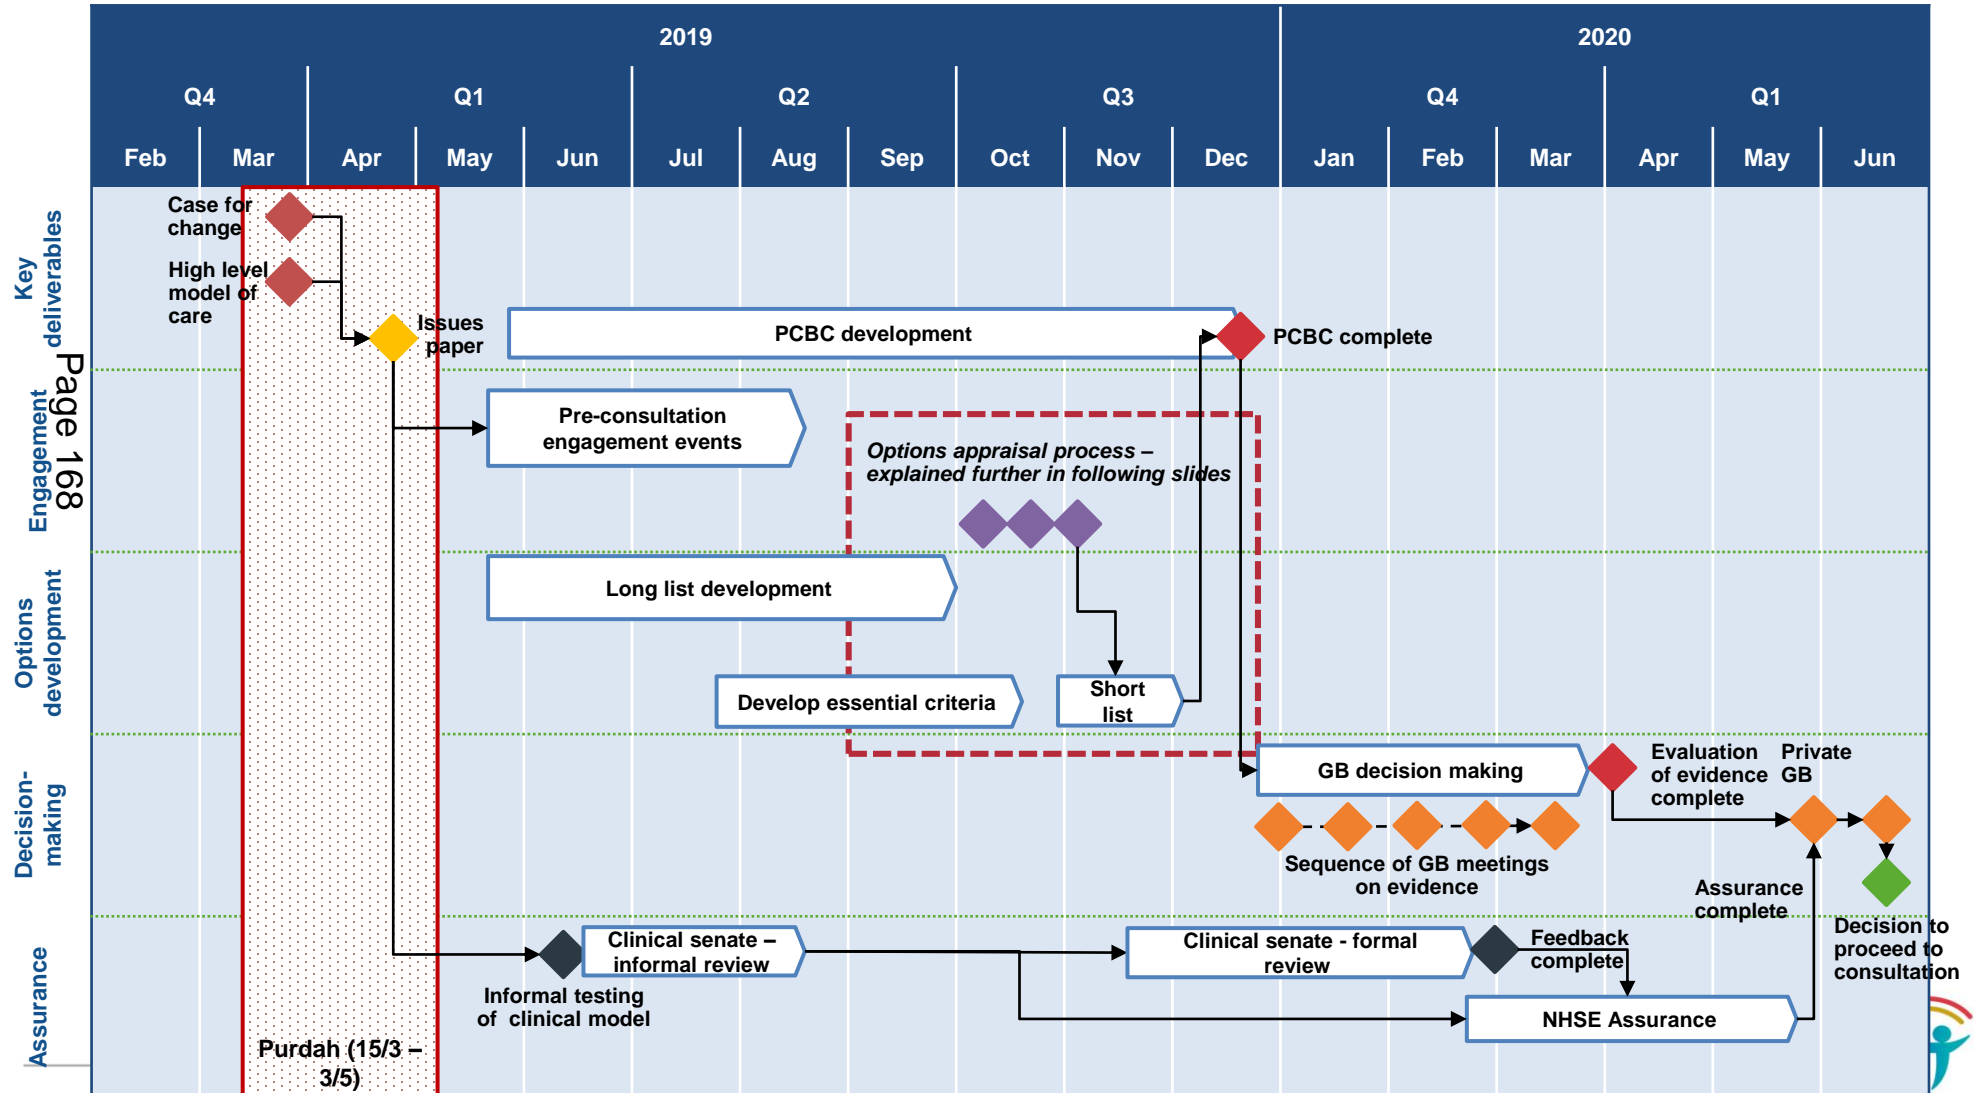 2019
2020
Q4
Q1
Q2
Q3
Q4
Q1
Feb
Mar
Apr
May
Jun
Jul
Aug
Sep
Oct
Nov
Dec
Jan
Feb
Mar
Apr
May
Jun
Key
deliverables
Case for
change
High level
model of
care
Issues
paper
PCBC development
PCBC complete
Page 168
Engagement
Pre-consultation
engagement events
Options appraisal process –
explained further in following slides
Options
development
Long list development
Develop essential criteria
Short
list
Decision-
making
GB decision making
Evaluation
of evidence
complete
Private
GB
Sequence of GB meetings
on evidence
Assurance
complete
Decision to
proceed to
consultation
Assurance
Clinical senate –
informal review
Informal testing
of clinical model
Clinical senate - formal
review
Feedback
complete
NHSE Assurance
Purdah (15/3 –
3/5)